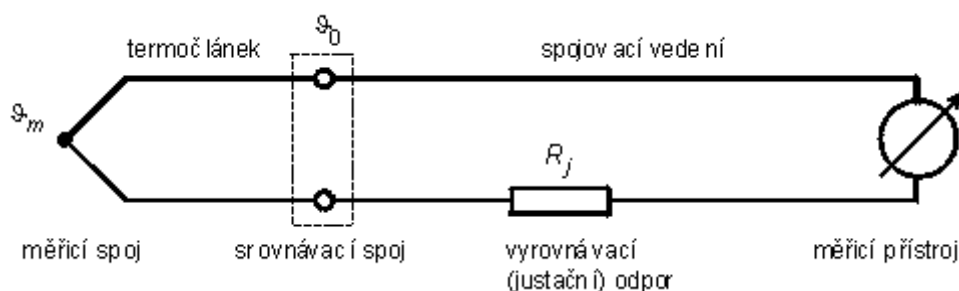 ϑ0
termočlánek
spojovací vedení
ϑm
Rj
měřicí spoj
srovnávací spoj
vyrovnávací
(justační) odpor
měřicí přístroj